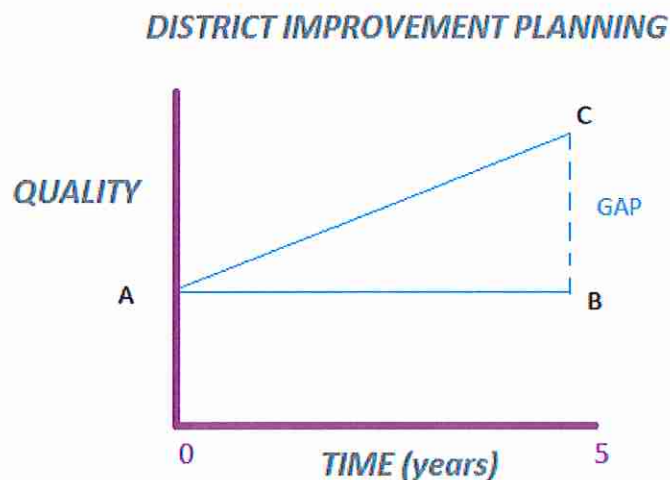 DISTRICT IMPROVEMENT PLANNING
C
QUALITY
GAP
A
B
0
5
TIME (years)